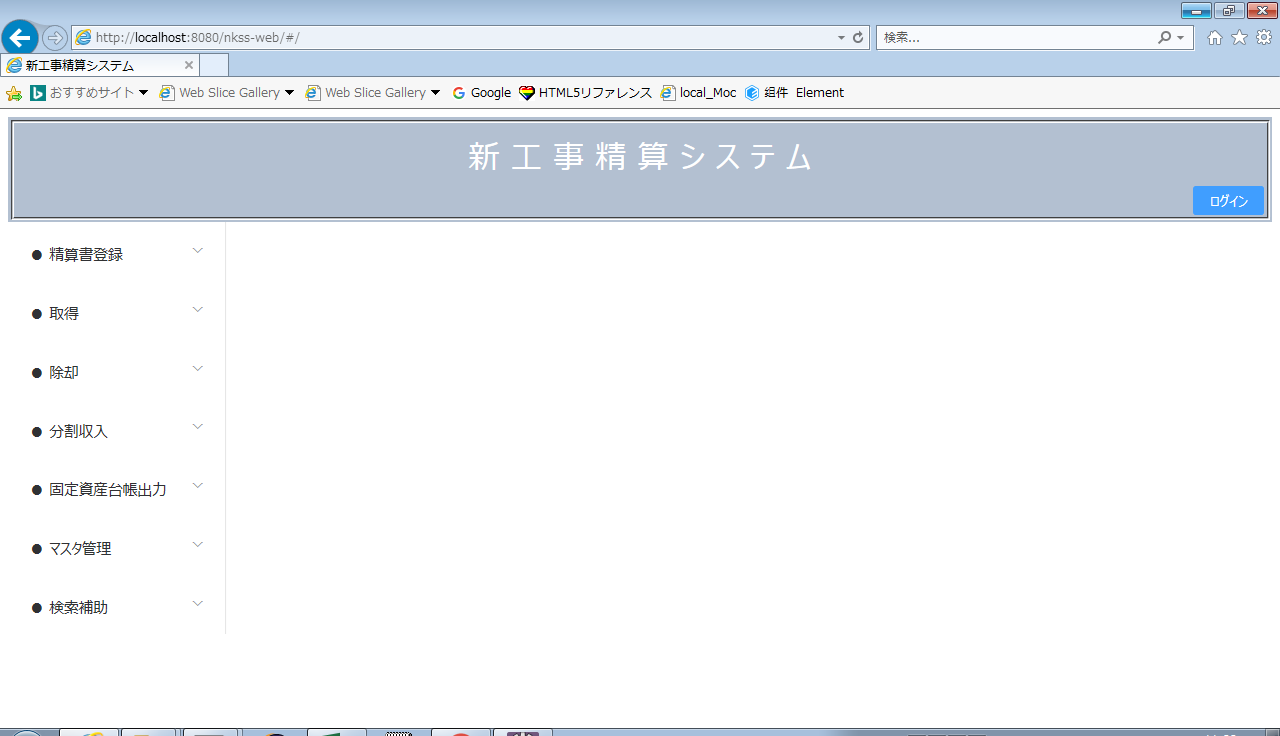 http://localhost:8080/nkss-web/#/
検索...
新工事精算システム
おすすめサイト Web Slice Gallery Web Slice Gallery Google HTML5リファレンス local_Moc 组件 Element
新工事精算システム
ログイン
● 精算書登録
● 取得
● 除却
● 分割収入
● 固定資産台帳出力
● マスタ管理
● 検索補助